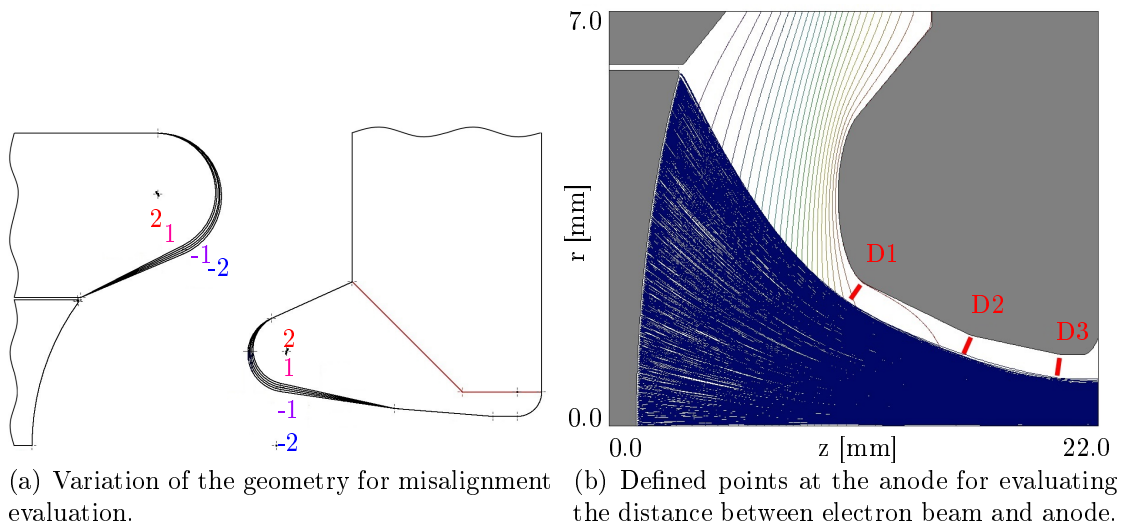 2
1
-1
-2
2
1
-1
-2
(a) Variation of the geometry for misalignment
evaluation.
7.0
r [mm]
0.0
D1
D2
D3
0.0 z [mm] 22.0
(b) Defined points at the anode for evaluating
the distance between electron beam and anode.